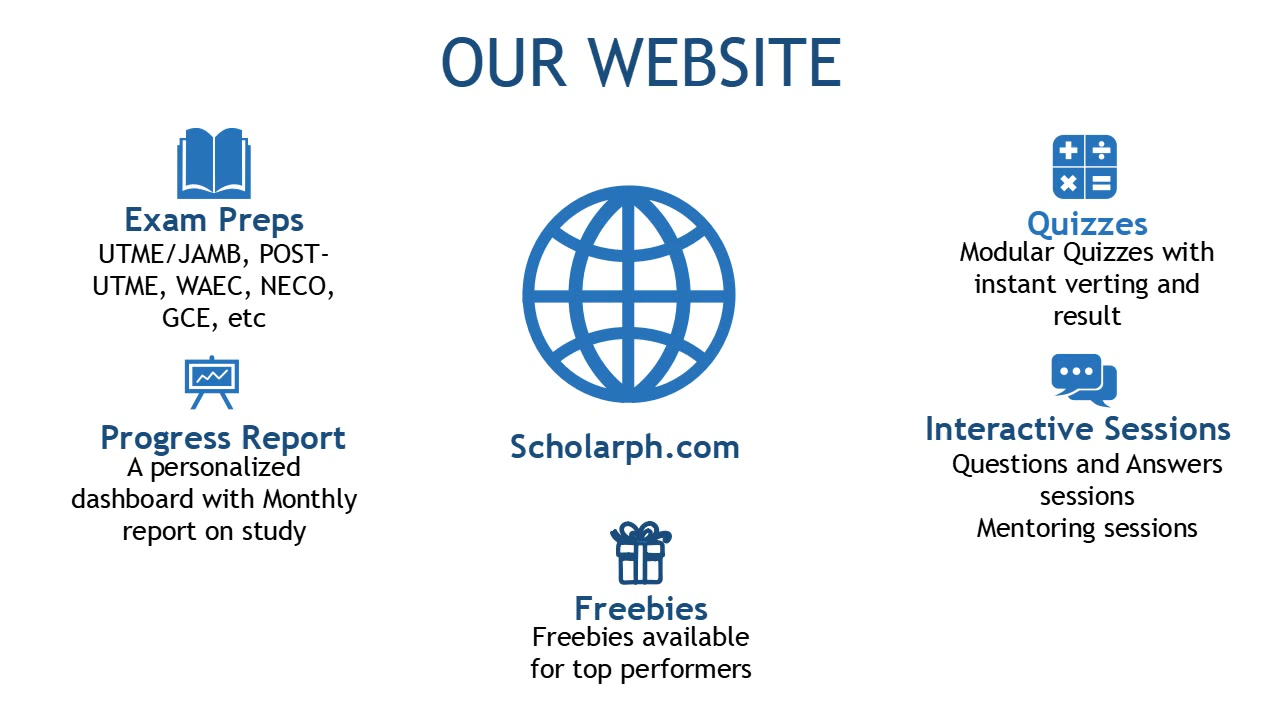 OUR WEBSITE
Exam Preps
UTME/JAMB, POST-
UTME, WAEC, NECO,
GCE, etc
Progress Report
A personalized
dashboard with Monthly
report on study
Scholarph.com
Freebies
Freebies available
for top performers
Quizzes
Modular Quizzes with
instant verting and
result
Interactive Sessions
Questions and Answers
sessions
Mentoring sessions